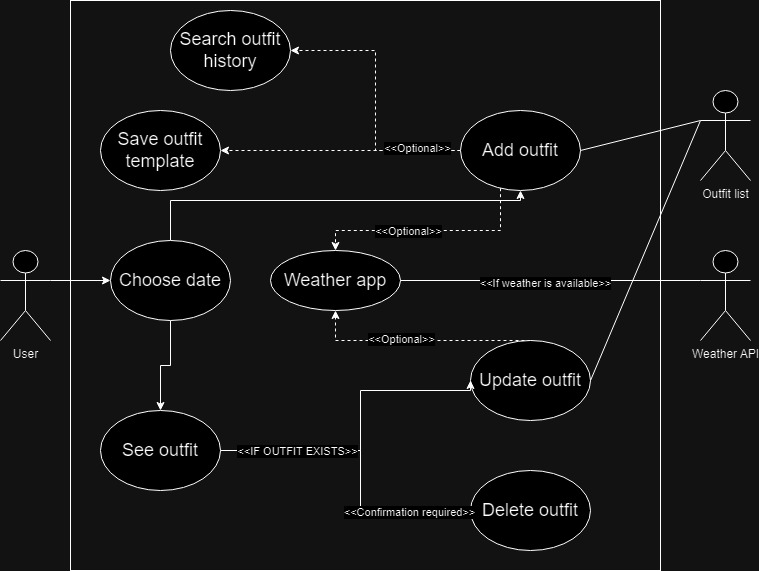 Search outfit
history
Save outfit
template
<<Optional>>
Add outfit
Outfit list
<<Optional>>
Choose date
Weather app
<<If weather is available>>
User
Weather API
<<Optional>>
Update outfit
See outfit
<<IF OUTFIT EXISTS>>
<<Confirmation required>>
Delete outfit